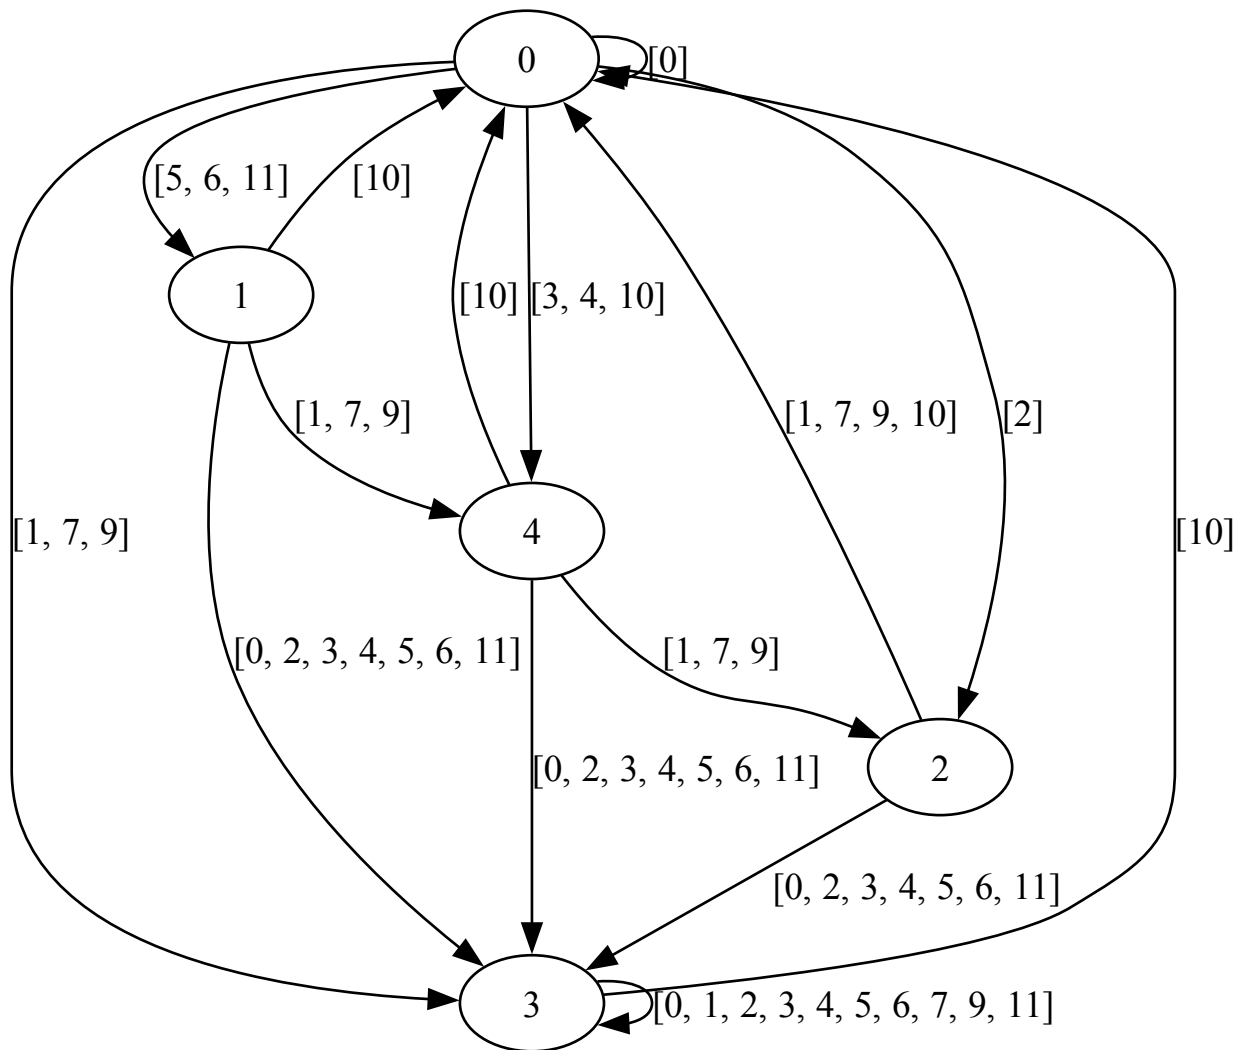 0
[0]
[5, 6, 11]
[10]
1
[10]
[3, 4, 10]
[1, 7, 9]
[1, 7, 9, 10]
[2]
[1, 7, 9]
4
[10]
[0, 2, 3, 4, 5, 6, 11]
[1, 7, 9]
[0, 2, 3, 4, 5, 6, 11]
2
[0, 2, 3, 4, 5, 6, 11]
3
[0, 1, 2, 3, 4, 5, 6, 7, 9, 11]